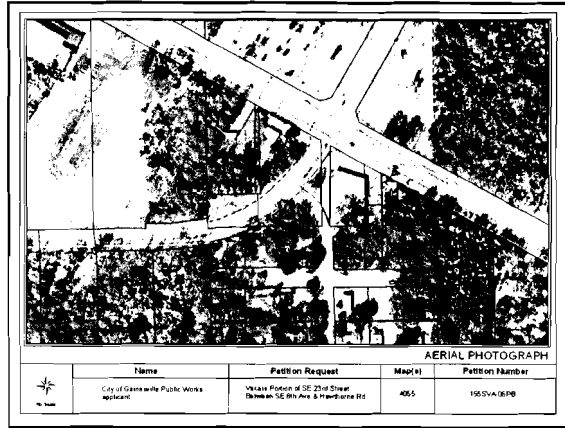 AERIAL PHOTOGRAPH
Name Petition Request Map(s) Petition Number
City of Gainesville Public Works Vacate Portion of SE 23rd Street 4055 155SVA-06PB
applicant Between SE 8th Ave & Hawthorne Rd